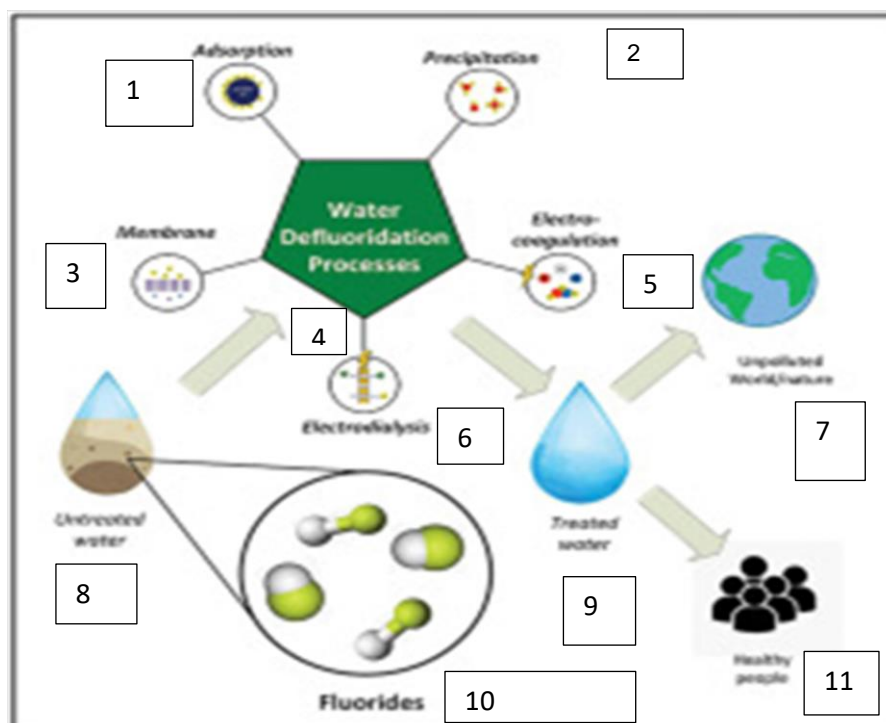 Adsorption
Precipitation
2
1
Water
Defluoridation
Processes
Membrane
Electro-
coagulation
3
5
4
Unpolluted
World/nature
Electrodialysis
6
7
Untreated
water
Treated
water
8
9
Healthy
people
11
Fluorides
10